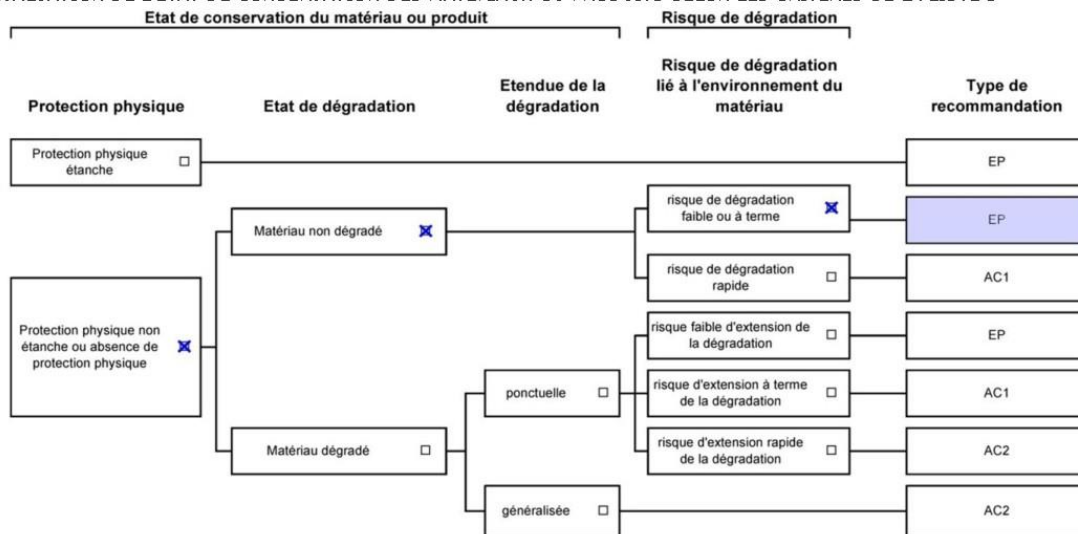 Etat de conservation du matériau ou produit
Risque de dégradation
Protection physique
Etat de dégradation
Etendue de la
dégradation
Risque de dégradation
lié à l'environnement du
matériau
Type de
recommandation
Protection physique
étanche
EP
Protection physique non
étanche ou absence de
protection physique
Matériau non dégradé
risque de dégradation
faible ou à terme
EP
risque de dégradation
rapide
AC1
Matériau dégradé
ponctuelle
risque faible d'extension de
la dégradation
EP
risque d'extension à terme
de la dégradation
AC1
risque d'extension rapide
de la dégradation
AC2
généralisée
AC2